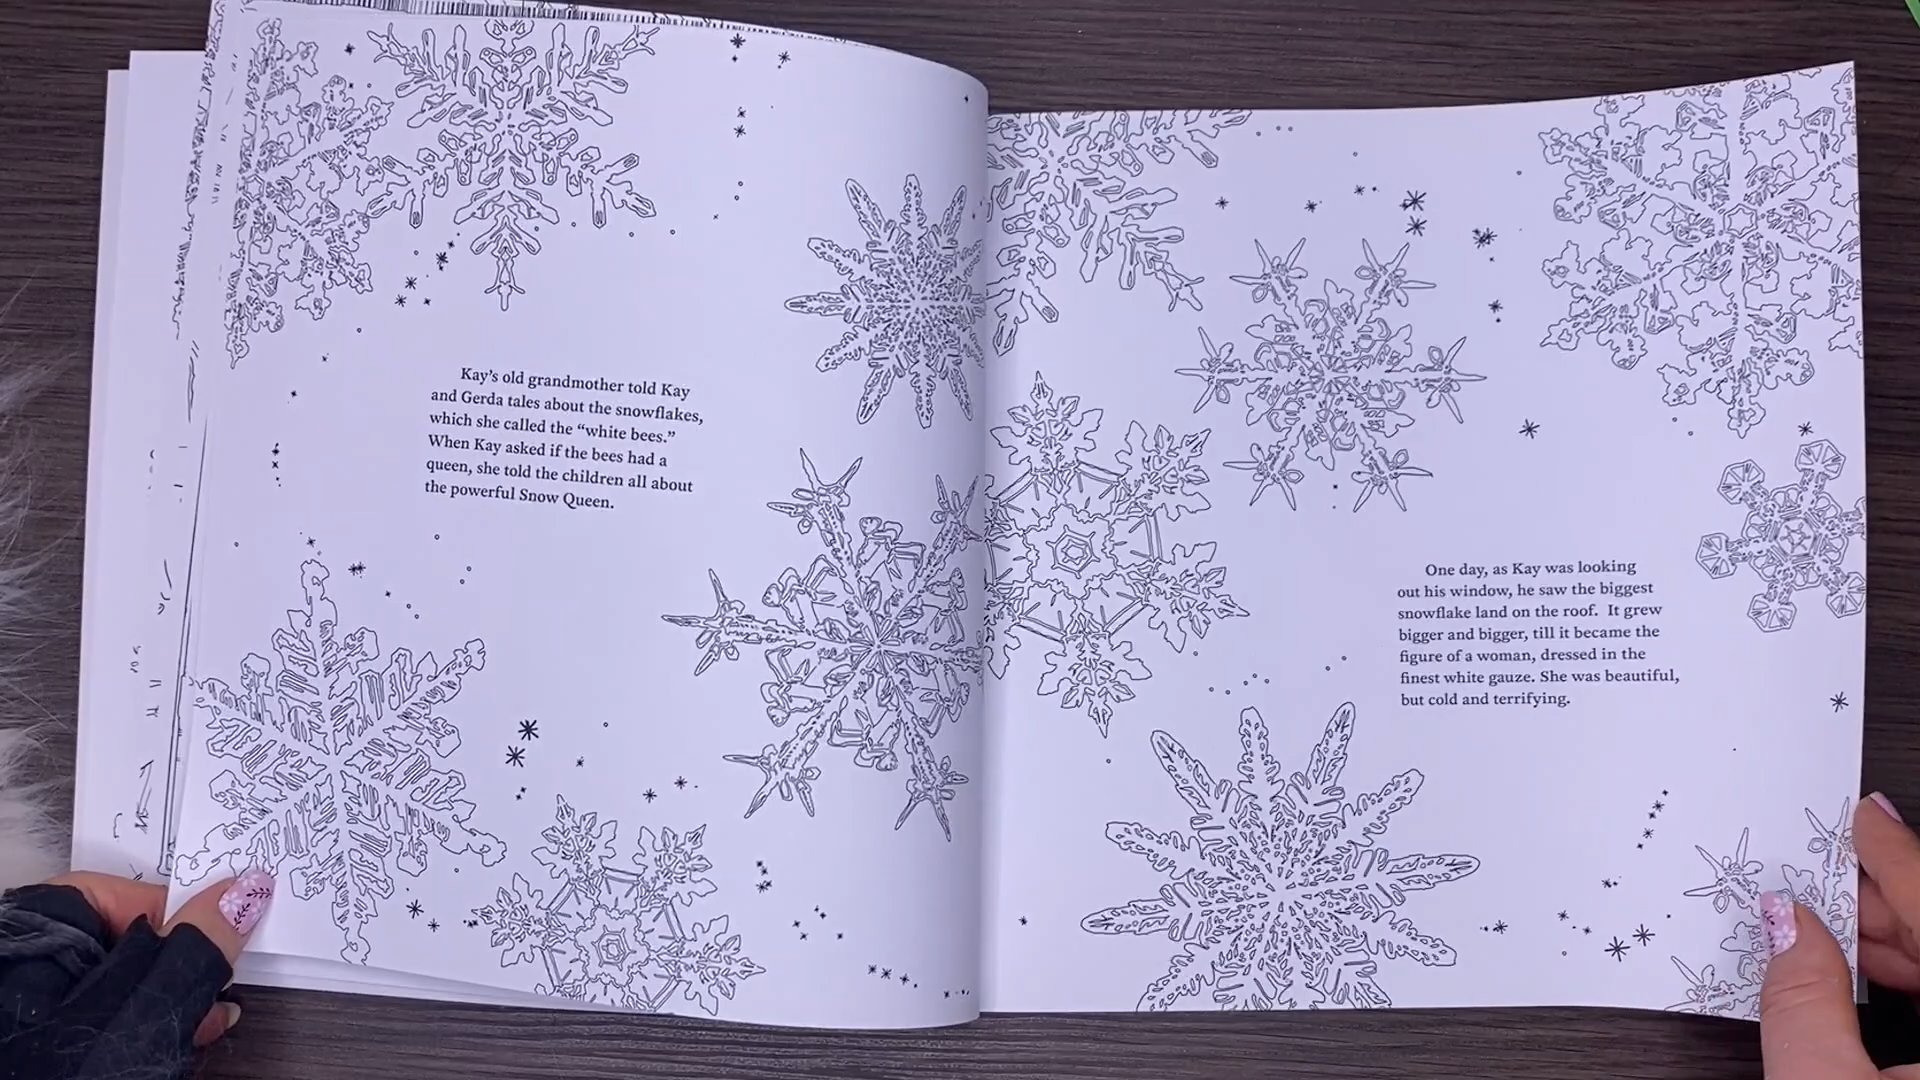 Kay’s old grandmother told Kay
and Gerda tales about the snowflakes,
which she called the “white bees.”
When Kay asked if the bees had a
queen, she told the children all about
the powerful Snow Queen.
One day, as Kay was looking
out his window, he saw the biggest
snowflake land on the roof.  It grew
bigger and bigger, till it became the
figure of a woman, dressed in the
finest white gauze. She was beautiful,
but cold and terrifying.